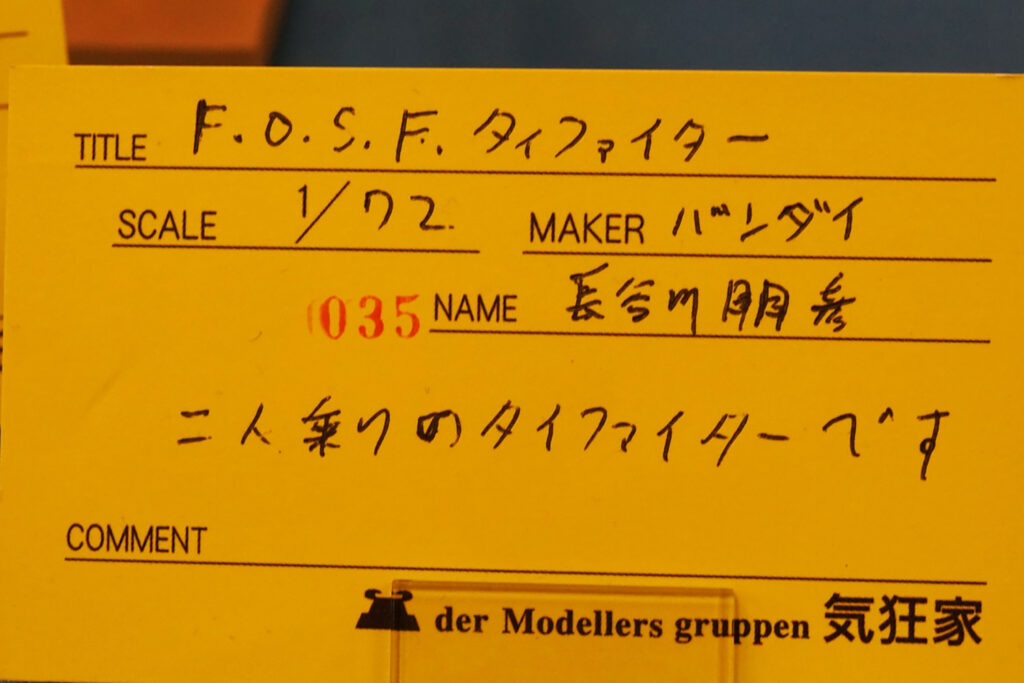 TITLE F.O.S.F. タイファイター
SCALE 1/72 MAKER バンダイ
035 NAME 長谷川朋彦
二人乗りのタイファイターです
COMMENT
der Modellers gruppen 気狂家